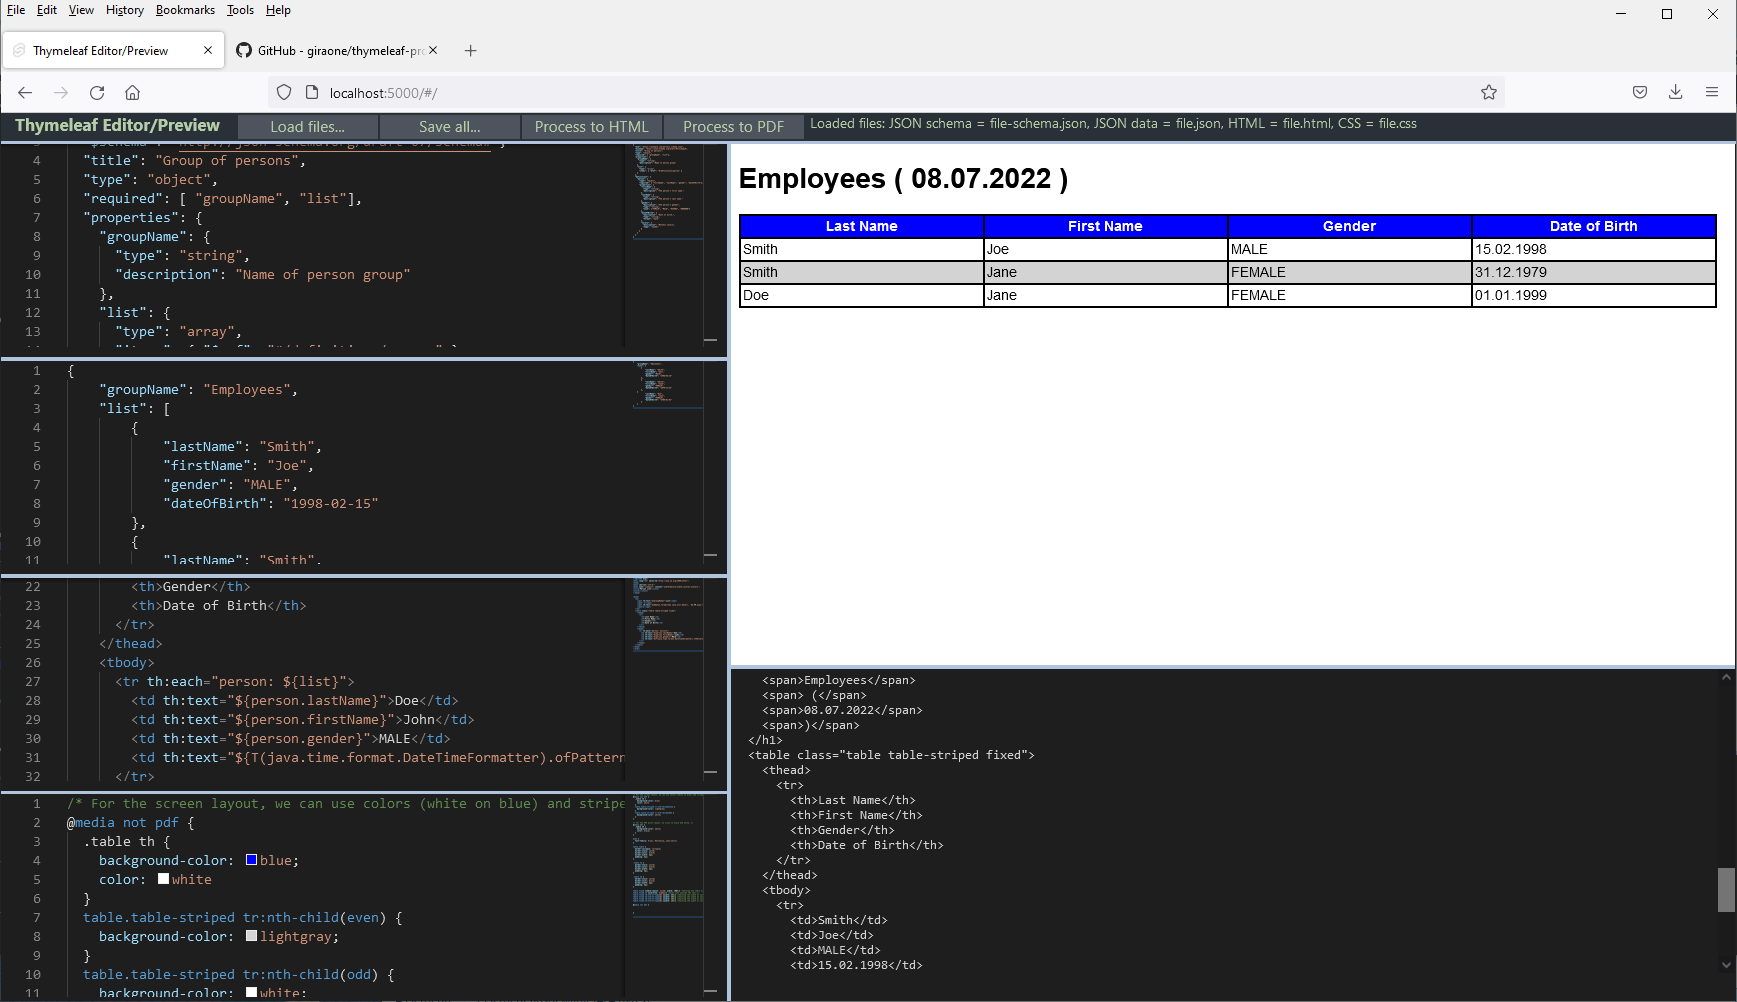 File Edit View History Bookmarks Tools Help
Thymeleaf Editor/Preview
GitHub - giraone/thymeleaf-pro
localhost:5000/#/
Thymeleaf Editor/Preview
Load files...
Save all...
Process to HTML
Process to PDF
Loaded files: JSON schema = file-schema.json, JSON data = file.json, HTML = file.html, CSS = file.css
4 "title": "Group of persons",
5 "type": "object",
6 "required": [ "groupName", "list"],
7 "properties": {
8 "groupName": {
9 "type": "string",
10 "description": "Name of person group"
11 },
12 "list": {
13 "type": "array",
1 {
2 "groupName": "Employees",
3 "list": [
4 {
5 "lastName": "Smith",
6 "firstName": "Joe",
7 "gender": "MALE",
8 "dateOfBirth": "1998-02-15"
9 },
10 {
11 "lastName": "Smith",
22 <th>Gender</th>
23 <th>Date of Birth</th>
24 </tr>
25 </thead>
26 <tbody>
27 <tr th:each="person: ${list}">
28 <td th:text="${person.lastName}">Doe</td>
29 <td th:text="${person.firstName}">John</td>
30 <td th:text="${person.gender}">MALE</td>
31 <td th:text="${T(java.time.format.DateTimeFormatter).ofPattern
32 </tr>
1 /* For the screen layout, we can use colors (white on blue) and stripe
2 @media not pdf {
3 .table th {
4 background-color: blue;
5 color: white
6 }
7 table.table-striped tr:nth-child(even) {
8 background-color: lightgray;
9 }
10 table.table-striped tr:nth-child(odd) {
11 background-color: white;
Employees ( 08.07.2022 )
Last Name First Name Gender Date of Birth
Smith Joe MALE 15.02.1998
Smith Jane FEMALE 31.12.1979
Doe Jane FEMALE 01.01.1999
<span>Employees</span>
<span> (</span>
<span>08.07.2022</span>
<span>)</span>
</h1>
<table class="table table-striped fixed">
<thead>
<tr>
<th>Last Name</th>
<th>First Name</th>
<th>Gender</th>
<th>Date of Birth</th>
</tr>
</thead>
<tbody>
<tr>
<td>Smith</td>
<td>Joe</td>
<td>MALE</td>
<td>15.02.1998</td>